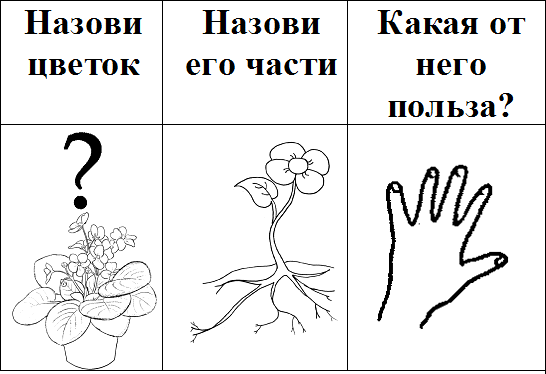 Назови
цветок
Назови
его части
Какая от
него
польза?
?